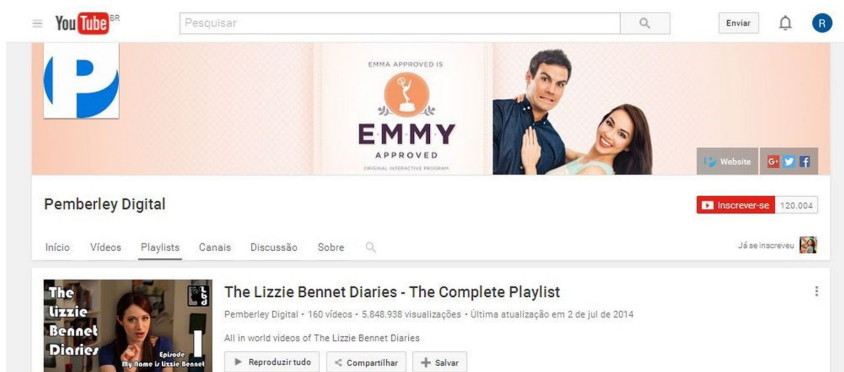 YouTube BR
Pesquisar
Enviar
R
P
EMMA APPROVED IS
EMMY
APPROVED
ORIGINAL INTERACTIVE PROGRAM
Website
G+
f
Pemberley Digital
Inscrever-se 120.004
Início Vídeos Playlists Canais Discussão Sobre
Já se inscreveu
The
Lizzie
Bennet
Diaries
LBD
Episode 1
My Name is Lizzie Bennet
The Lizzie Bennet Diaries - The Complete Playlist
Pemberley Digital • 160 vídeos • 5.848.938 visualizações • Última atualização em 2 de jul de 2014
All in world videos of The Lizzie Bennet Diaries
Reproduzir tudo
Compartilhar
Salvar